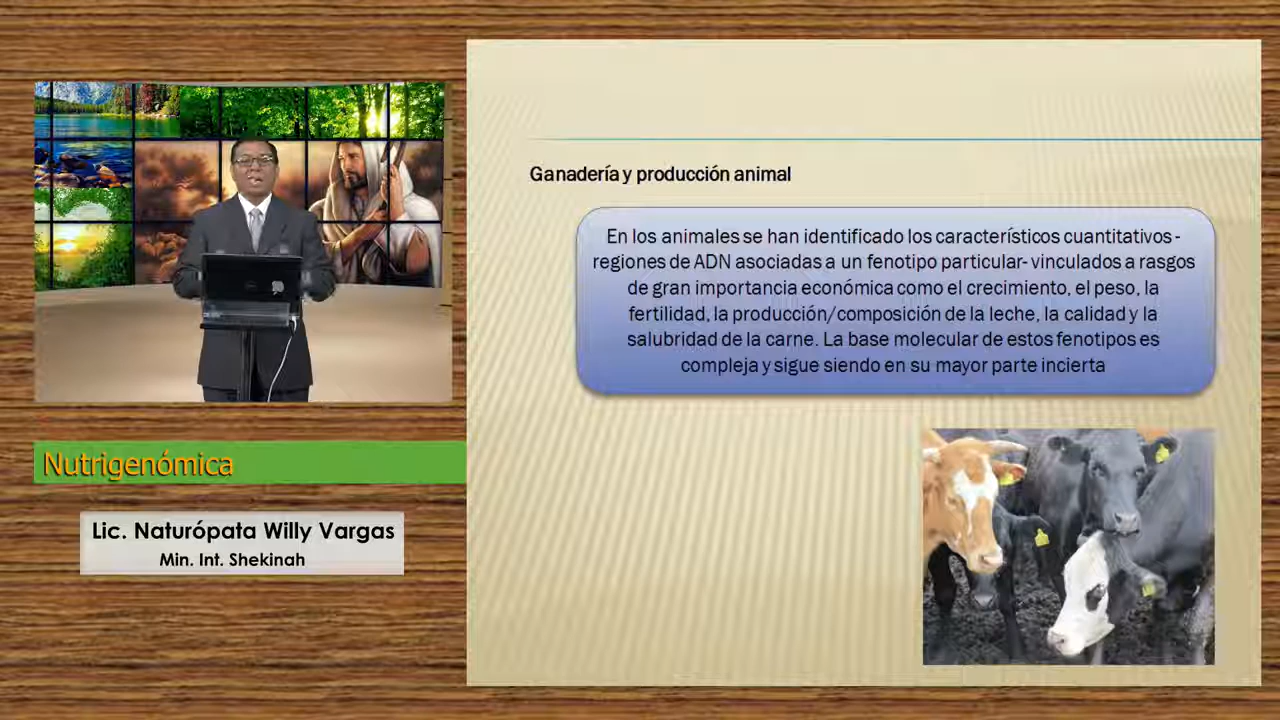 Ganadería y producción animal
En los animales se han identificado los característicos cuantitativos -
regiones de ADN asociadas a un fenotipo particular- vinculados a rasgos
de gran importancia económica como el crecimiento, el peso, la
fertilidad, la producción/composición de la leche, la calidad y la
salubridad de la carne. La base molecular de estos fenotipos es
compleja y sigue siendo en su mayor parte incierta
Nutrigenómica
Lic. Naturópata Willy Vargas
Min. Int. Shekinah